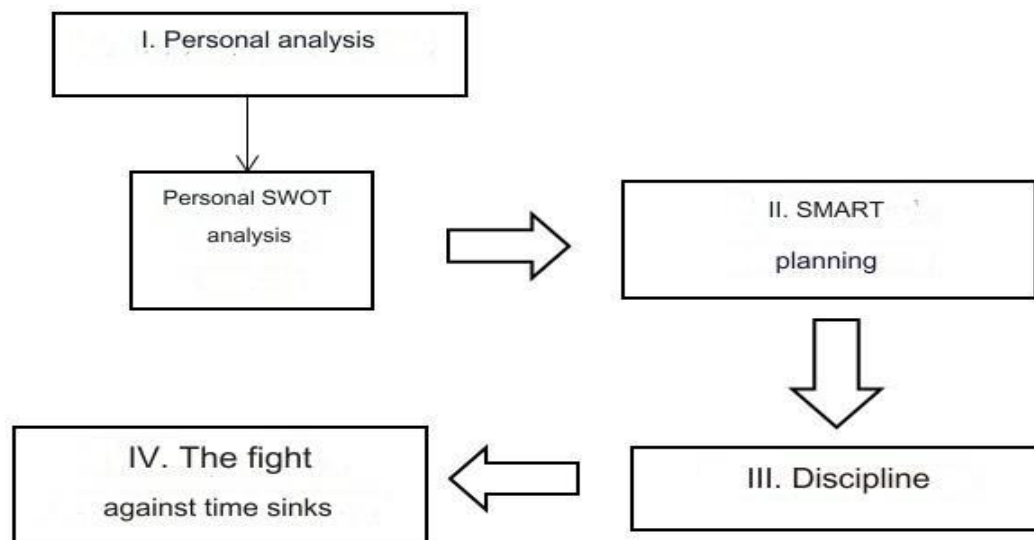 I. Personal analysis
Personal SWOT
analysis
II. SMART
planning
III. Discipline
IV. The fight
against time sinks